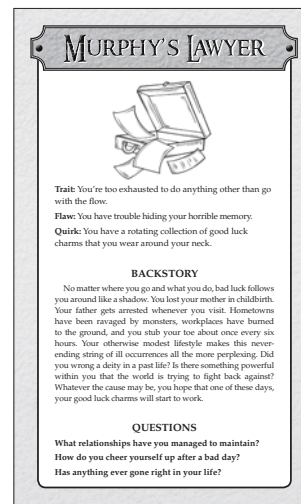 MURPHY'S LAWYER
Trait: You're too exhausted to do anything other than go
with the flow.
Flaw: You have trouble hiding your horrible memory.
Quirk: You have a rotating collection of good luck
charms that you wear around your neck.
BACKSTORY
No matter where you go and what you do, bad luck follows
you around like a shadow. You lost your mother in childbirth.
Your father gets arrested whenever you visit. Hometowns
have been ravaged by monsters, workplaces have burned
to the ground, and you stub your toe about once every six
hours. Your otherwise modest lifestyle makes this never-
ending string of ill occurrences all the more perplexing. Did
you wrong a deity in a past life? Is there something powerful
within you that the world is trying to fight back against?
Whatever the cause may be, you hope that one of these days,
your good luck charms will start to work.
QUESTIONS
What relationships have you managed to maintain?
How do you cheer yourself up after a bad day?
Has anything ever gone right in your life?